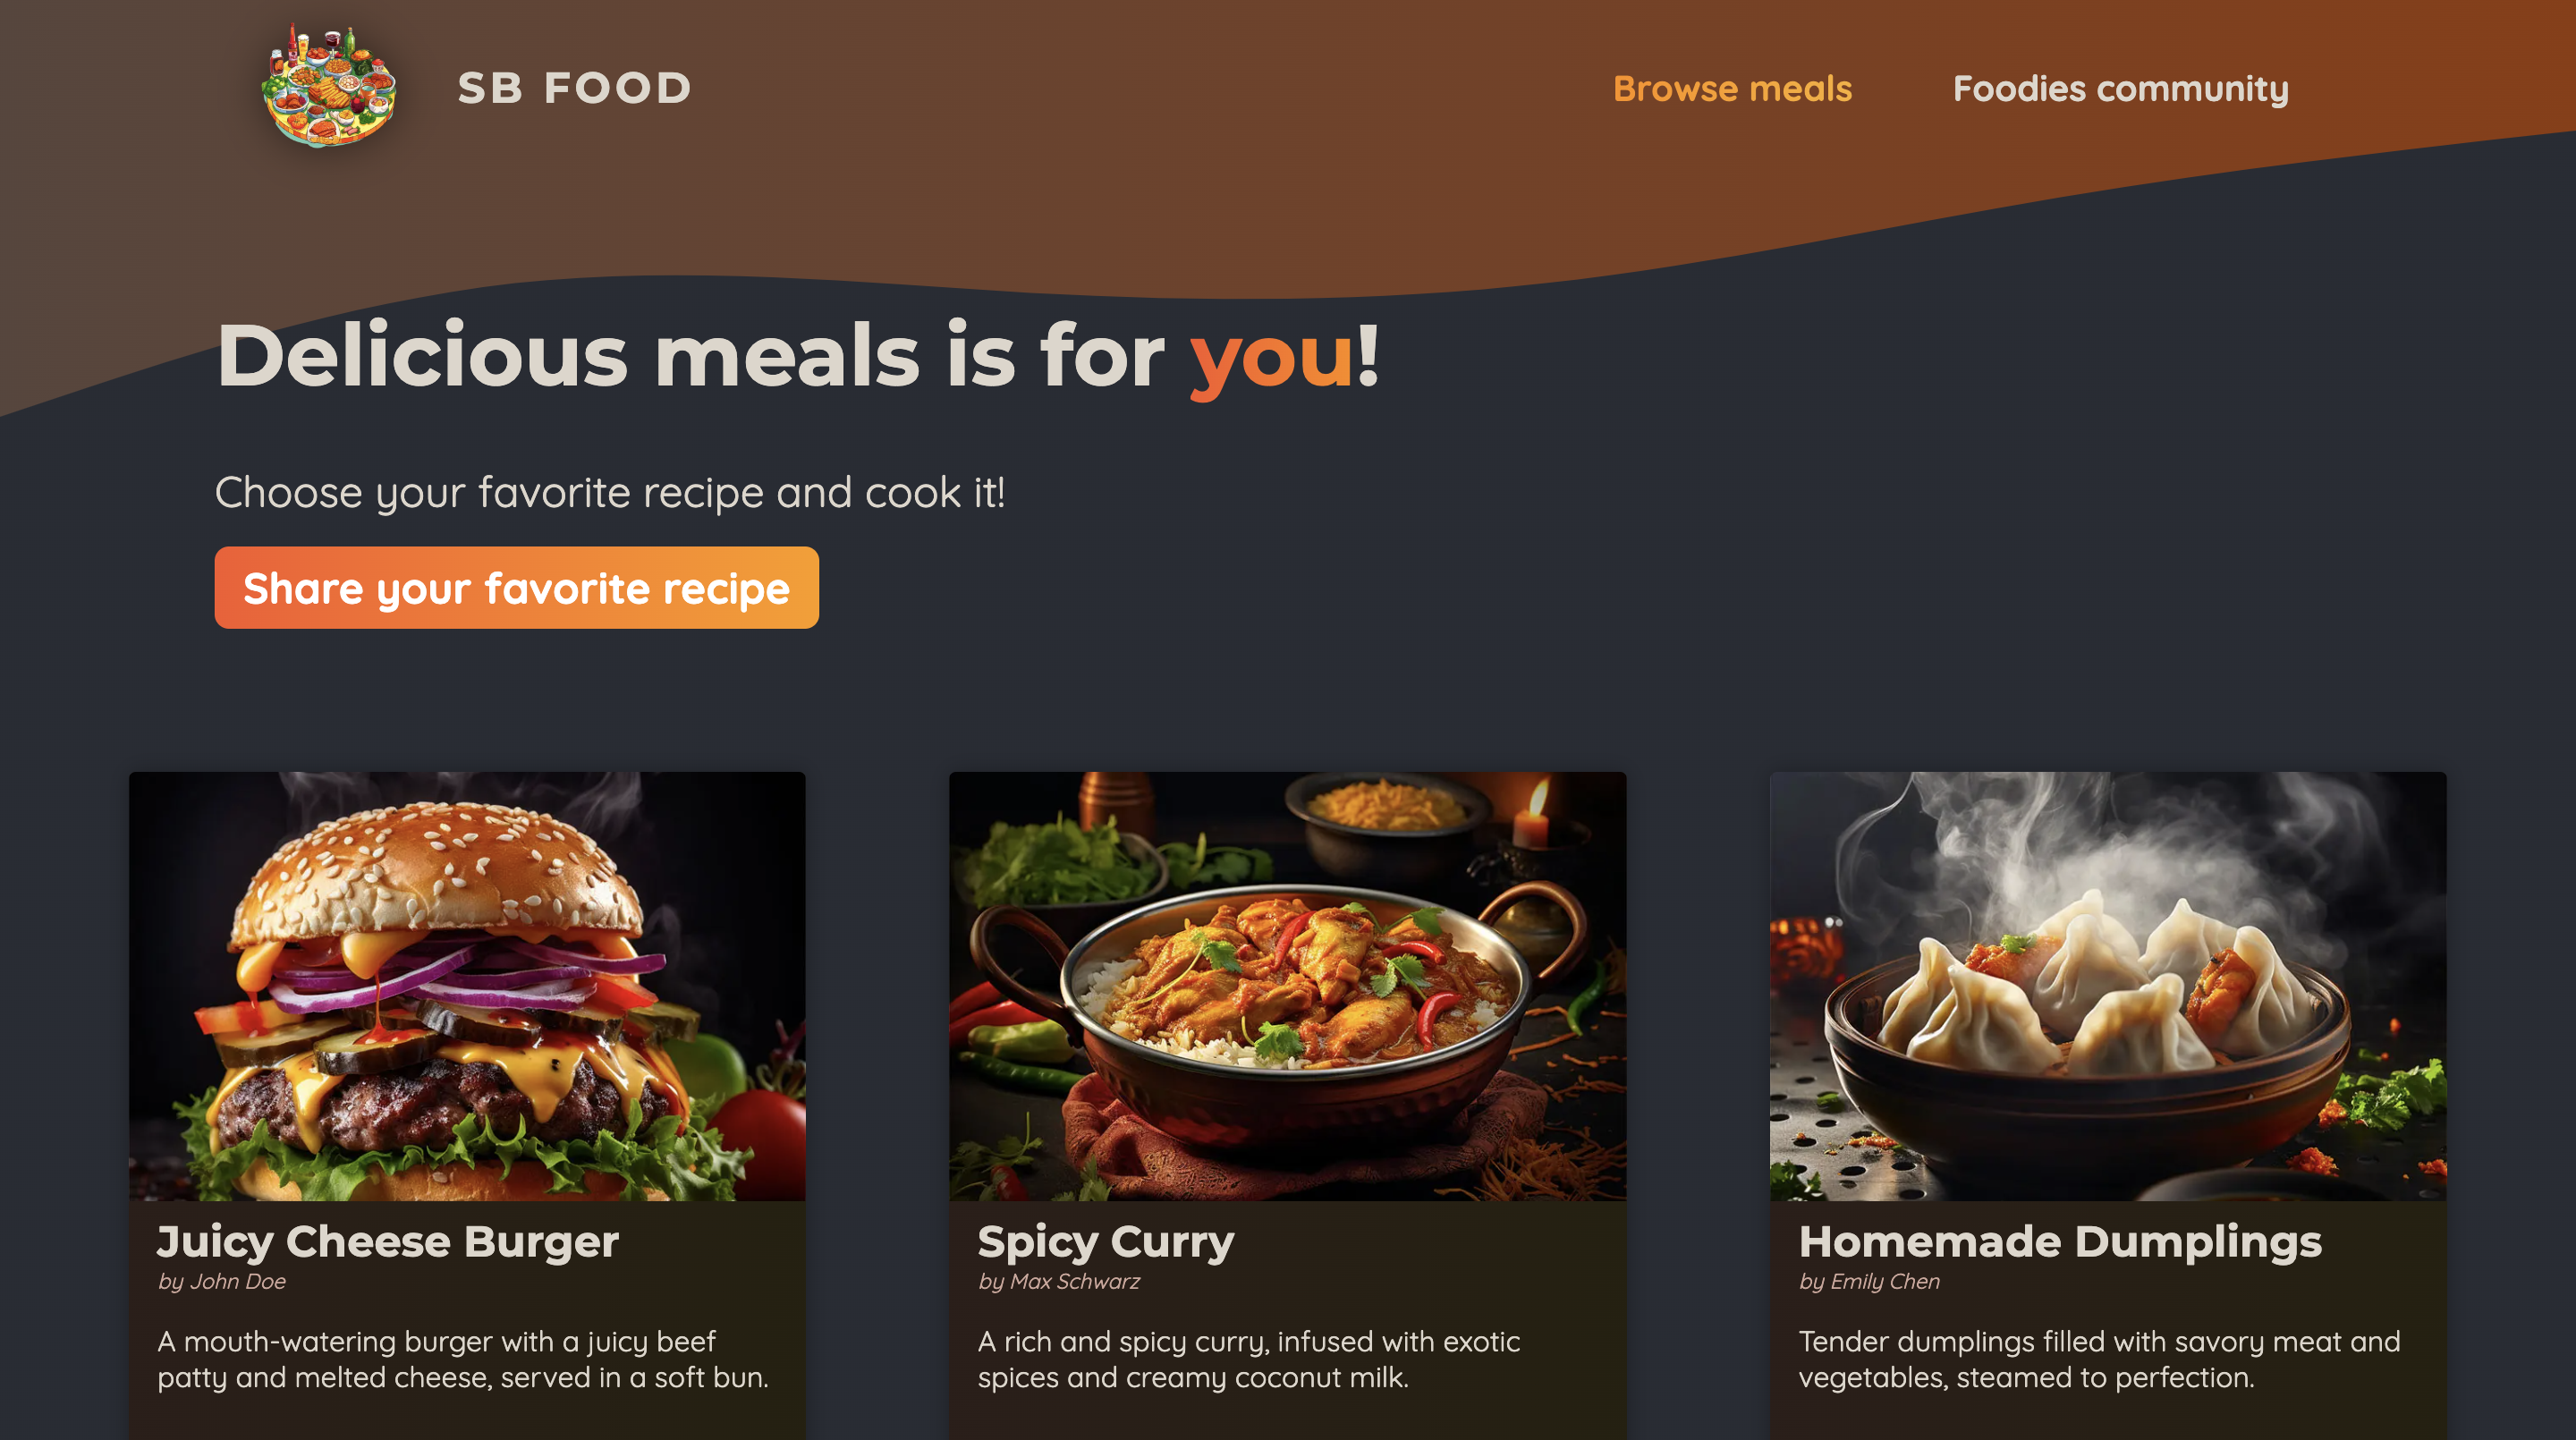 SB FOOD
Browse meals
Foodies community
Delicious meals is for you!
Choose your favorite recipe and cook it!
Share your favorite recipe
Juicy Cheese Burger
by John Doe
A mouth-watering burger with a juicy beef
patty and melted cheese, served in a soft bun.
Spicy Curry
by Max Schwarz
A rich and spicy curry, infused with exotic
spices and creamy coconut milk.
Homemade Dumplings
by Emily Chen
Tender dumplings filled with savory meat and
vegetables, steamed to perfection.